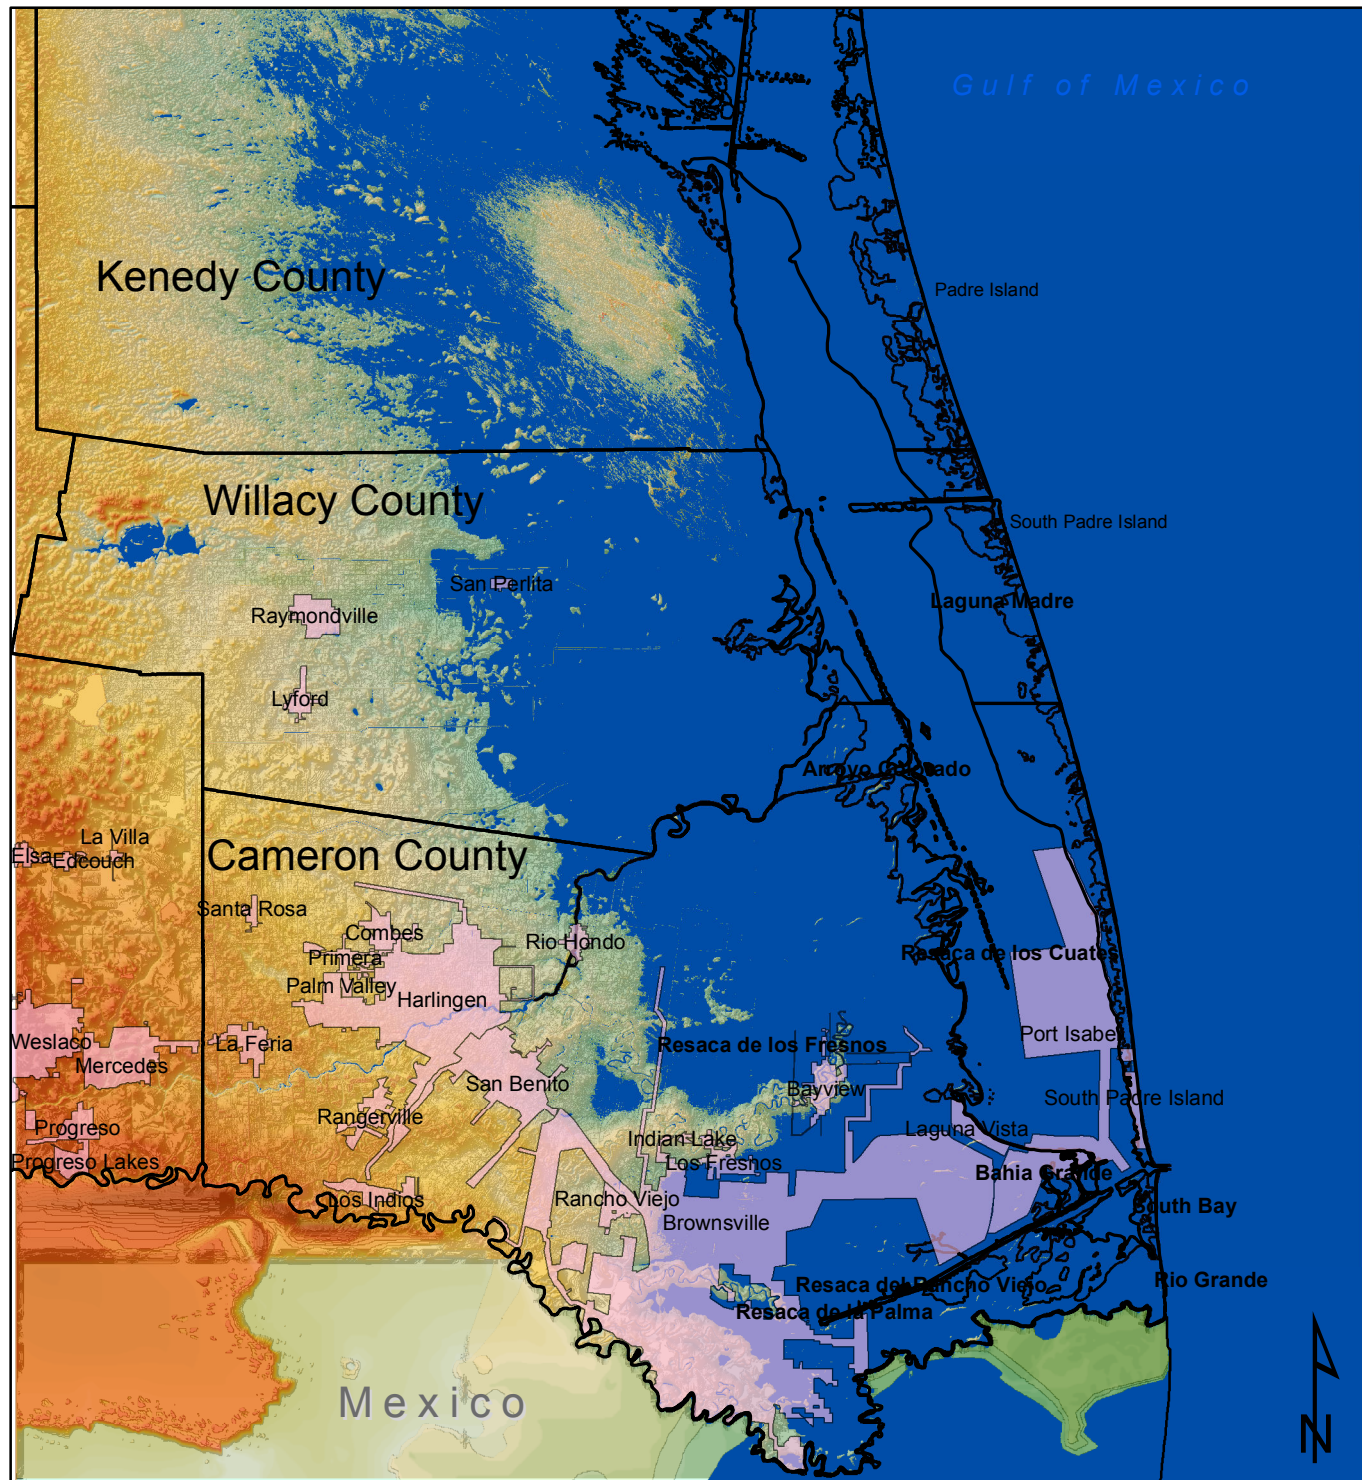 Gulf of Mexico
Kenedy County
Padre Island
Willacy County
South Padre Island
San Perlita
Laguna Madre
Raymondville
Lyford
Arroyo Colorado
La Villa
Elsa
Edcouch
Cameron County
Santa Rosa
Combes
Rio Hondo
Resaca de los Cuates
Primera
Palm Valley
Harlingen
Port Isabel
Weslaco
La Feria
Resaca de los Fresnos
Mercedes
San Benito
Bayview
South Padre Island
Rangerville
Progreso
Laguna Vista
Indian Lake
Progreso Lakes
Los Fresnos
Bahia Grande
Los Indios
Rancho Viejo
South Bay
Brownsville
Resaca del Rancho Viejo
Rio Grande
Resaca de la Palma
Mexico
N